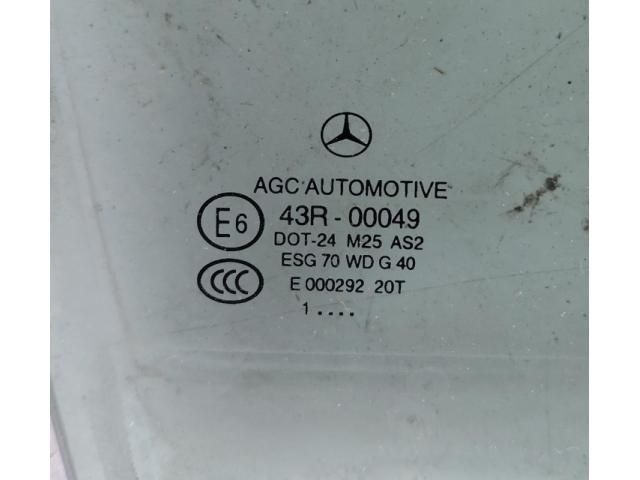 AGC AUTOMOTIVE
E6 43R - 00049
DOT-24 M25 AS2
ESG 70 WD G 40
CCC E 000292 20T
1 ....